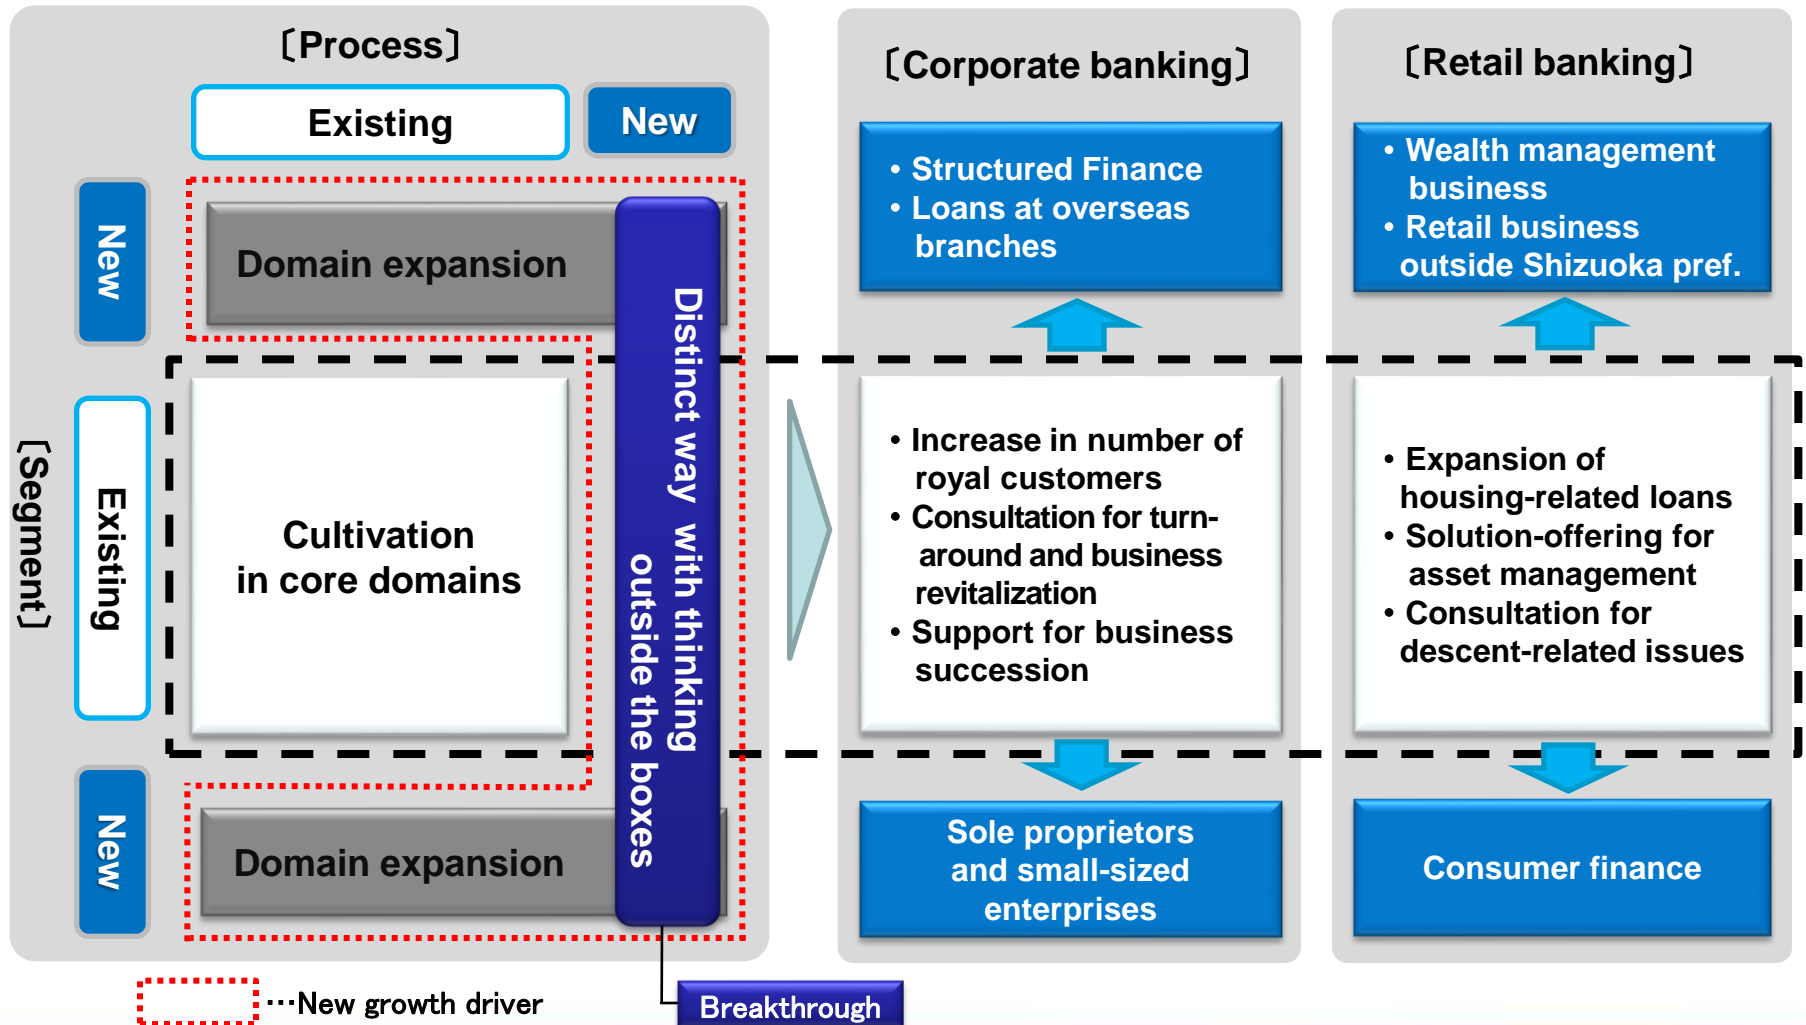 〔Process〕
Existing
New
〔Segment〕
New
Existing
New
Domain expansion
Cultivation
in core domains
Domain expansion
Distinct way with thinking
outside the boxes
〔Corporate banking〕
• Structured Finance
• Loans at overseas
branches
• Increase in number of
royal customers
• Consultation for turn-
around and business
revitalization
• Support for business
succession
Sole proprietors
and small-sized
enterprises
〔Retail banking〕
• Wealth management
business
• Retail business
outside Shizuoka pref.
• Expansion of
housing-related loans
• Solution-offering for
asset management
• Consultation for
descent-related issues
Consumer finance
…New growth driver
Breakthrough